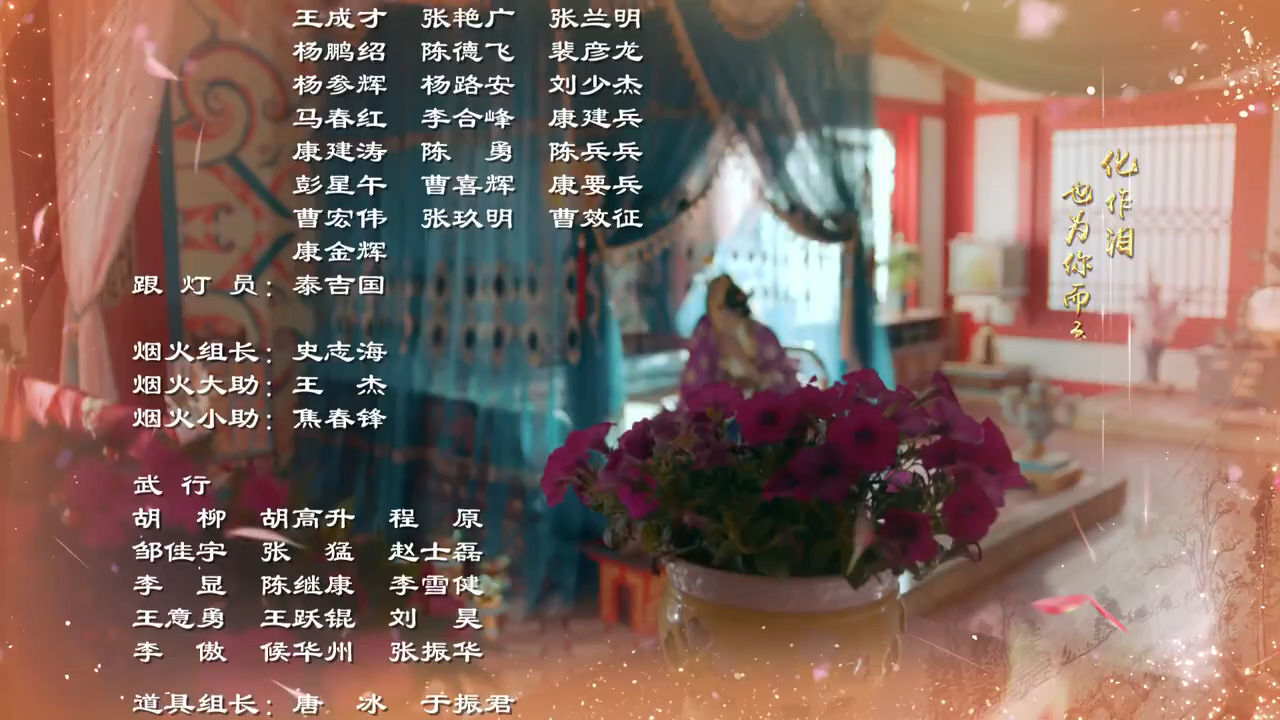 王成才 张艳广 张兰明
杨鹏绍 陈德飞 裴彦龙
杨参辉 杨路安 刘少杰
马春红 李合峰 康建兵
康建涛 陈 勇 陈兵兵
彭星午 曹喜辉 康要兵
曹宏伟 张玖明 曹效征
康金辉
跟 灯 员：泰吉国
烟火组长：史志海
烟火大助：王 杰
烟火小助：焦春锋
武 行
胡 柳 胡高升 程 原
邹佳宇 张 猛 赵士磊
李 显 陈继康 李雪健
王意勇 王跃锟 刘 昊
李 傲 侯华州 张振华
道具组长：唐 冰 于振君
化作泪
也为你而